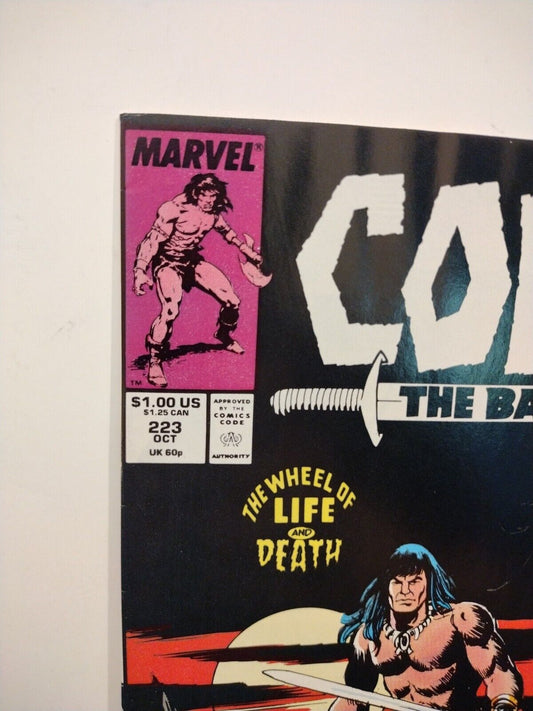 MARVEL®
TM
CO
THE BA
$1.00 US
$1.25 CAN
223
OCT
UK 60p
APPROVED
BY THE
COMICS
CODE
AUTHORITY
THE WHEEL OF
LIFE
AND
DEATH